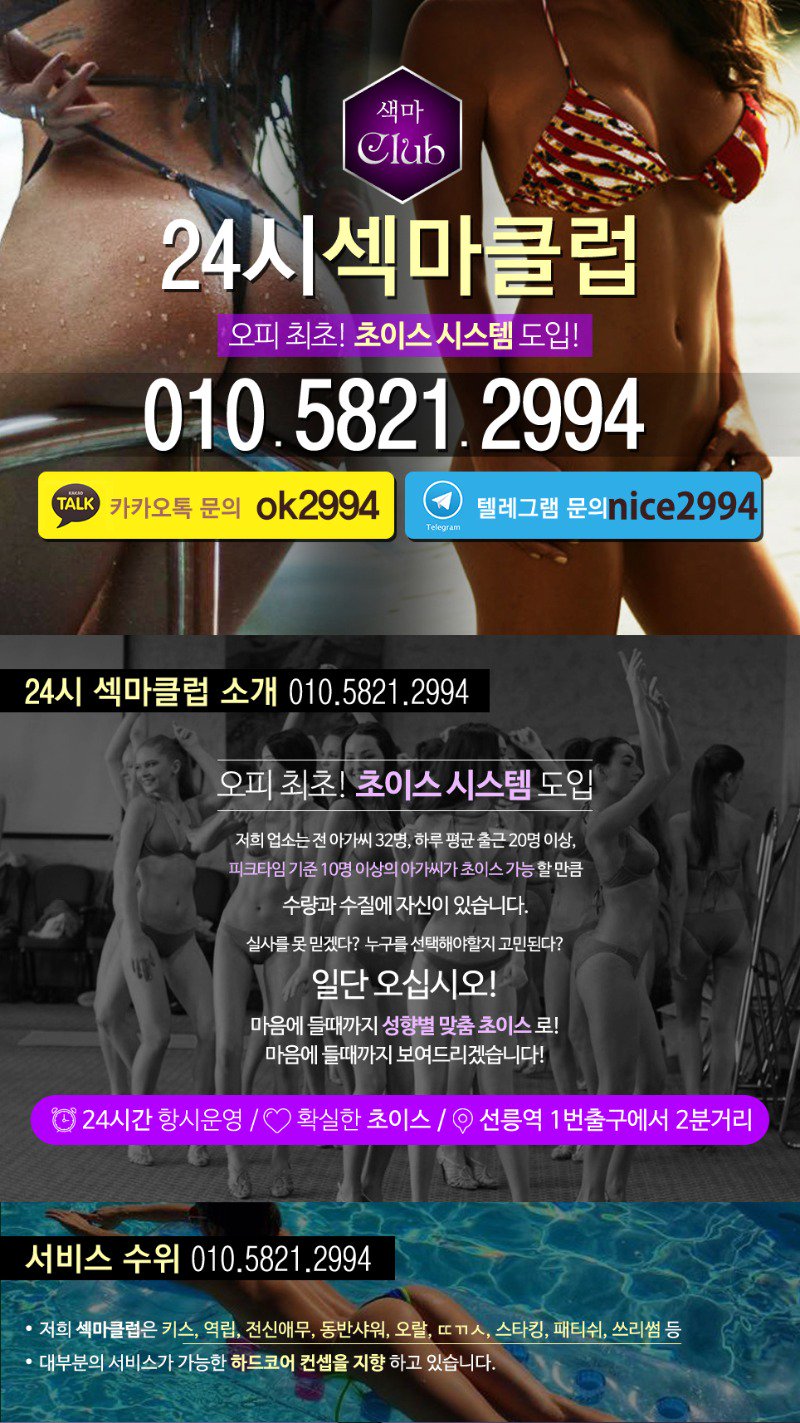 색마
Club
24시섹마클럽
오피 최초! 초이스 시스템 도입!
010.5821.2994
TALK 카카오톡 문의 ok2994
Telegram 텔레그램 문의nice2994
24시 섹마클럽 소개 010.5821.2994
오피 최초! 초이스 시스템 도입
저희 업소는 전 아가씨 32명, 하루 평균 출근 20명 이상,
피크타임 기준 10명 이상의 아가씨가 초이스 가능 할 만큼
수량과 수질에 자신이 있습니다.
실사를 못 믿겠다? 누구를 선택해야할지 고민된다?
일단 오십시오!
마음에 들때까지 성향별 맞춤 초이스 로!
마음에 들때까지 보여드리겠습니다!
24시간 항시운영 / 확실한 초이스 / 선릉역 1번출구에서 2분거리
서비스 수위 010.5821.2994
• 저희 섹마클럽은 키스, 역립, 전신애무, 동반샤워, 오랄, ㄸㄲㅅ, 스타킹, 패티쉬, 쓰리썸 등
• 대부분의 서비스가 가능한 하드코어 컨셉을 지향 하고 있습니다.